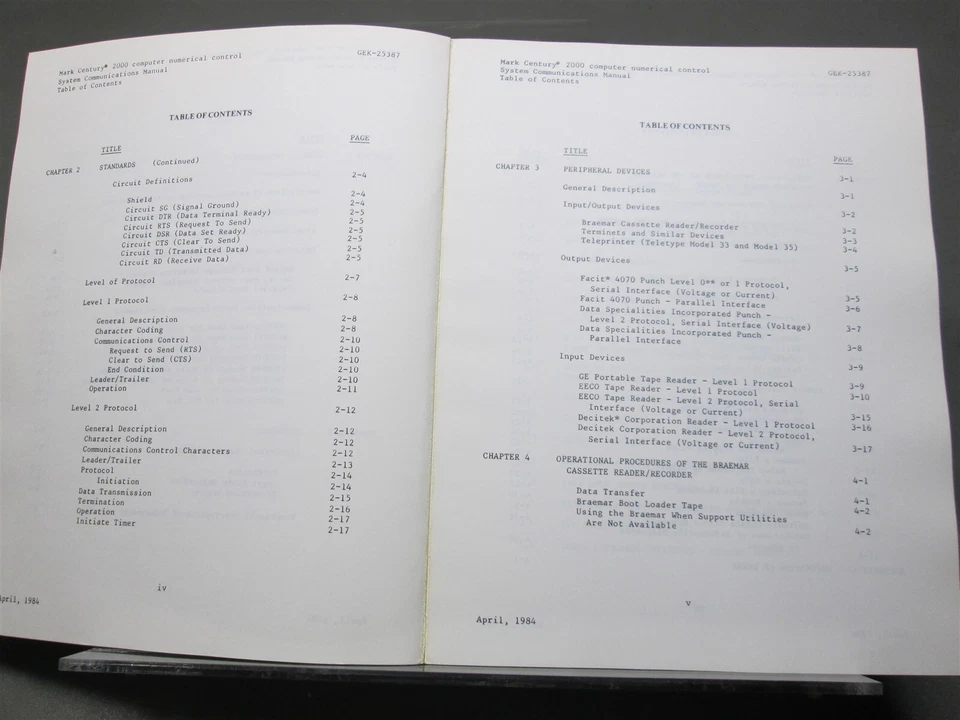 Mark Century® 2000 computer numerical control GEK-25387
System Communications Manual
Table of Contents
TABLE OF CONTENTS
TITLE PAGE
CHAPTER 2 STANDARDS (Continued)
Circuit Definitions 2-4
Shield 2-4
Circuit SG (Signal Ground) 2-4
Circuit DTR (Data Terminal Ready) 2-5
Circuit RTS (Request To Send) 2-5
Circuit DSR (Data Set Ready) 2-5
Circuit CTS (Clear To Send) 2-5
Circuit TD (Transmitted Data) 2-5
Circuit RD (Receive Data) 2-5
Level of Protocol 2-7
Level 1 Protocol 2-8
General Description 2-8
Character Coding 2-8
Communications Control 2-10
Request to Send (RTS) 2-10
Clear to Send (CTS) 2-10
End Condition 2-10
Leader/Trailer 2-10
Operation 2-11
Level 2 Protocol 2-12
General Description 2-12
Character Coding 2-12
Communications Control Characters 2-12
Leader/Trailer 2-13
Protocol 2-14
Initiation 2-14
Data Transmission 2-15
Termination 2-16
Operation 2-17
Initiate Timer 2-17
iv
April, 1984
Mark Century® 2000 computer numerical control GEK-25387
System Communications Manual
Table of Contents
TABLE OF CONTENTS
TITLE PAGE
CHAPTER 3 PERIPHERAL DEVICES 3-1
General Description 3-1
Input/Output Devices 3-2
Braemar Cassette Reader/Recorder 3-2
Terminets and Similar Devices 3-3
Teleprinter (Teletype Model 33 and Model 35) 3-4
Output Devices 3-5
Facit® 4070 Punch Level 0** or 1 Protocol,
Serial Interface (Voltage or Current) 3-5
Facit 4070 Punch - Parallel Interface 3-6
Data Specialities Incorporated Punch -
Level 2 Protocol, Serial Interface (Voltage) 3-7
Data Specialities Incorporated Punch -
Parallel Interface 3-8
Input Devices 3-9
GE Portable Tape Reader - Level 1 Protocol 3-9
EECO Tape Reader - Level 1 Protocol 3-10
EECO Tape Reader - Level 2 Protocol, Serial
Interface (Voltage or Current) 3-15
Decitek® Corporation Reader - Level 1 Protocol 3-16
Decitek Corporation Reader - Level 2 Protocol,
Serial Interface (Voltage or Current) 3-17
CHAPTER 4 OPERATIONAL PROCEDURES OF THE BRAEMAR
CASSETTE READER/RECORDER 4-1
Data Transfer 4-1
Braemar Boot Loader Tape 4-2
Using the Braemar When Support Utilities
Are Not Available 4-2
v
April, 1984